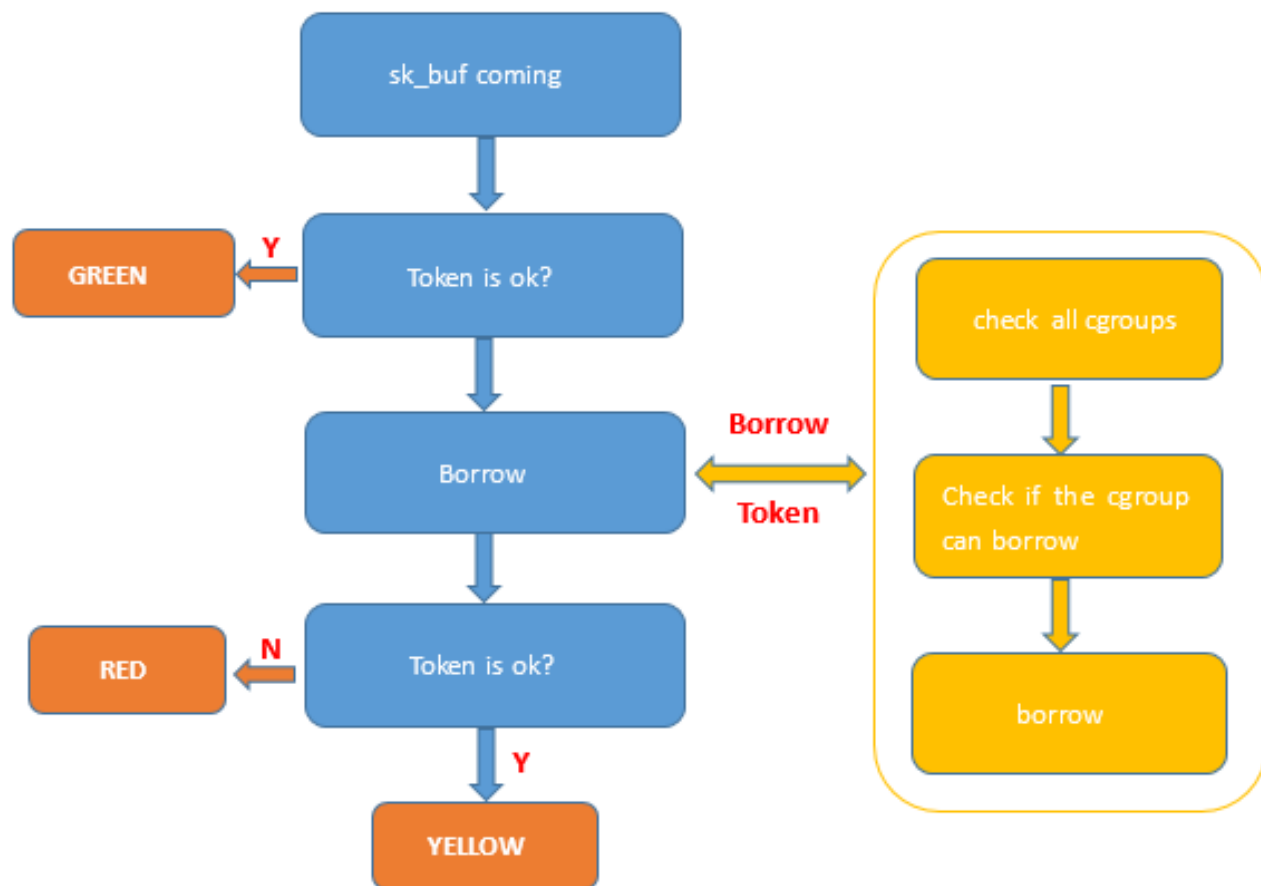 sk_buf coming
Y
GREEN
Token is ok?
check all cgroups
Borrow
Borrow
Token
Check if the cgroup
can borrow
N
RED
Token is ok?
borrow
Y
YELLOW